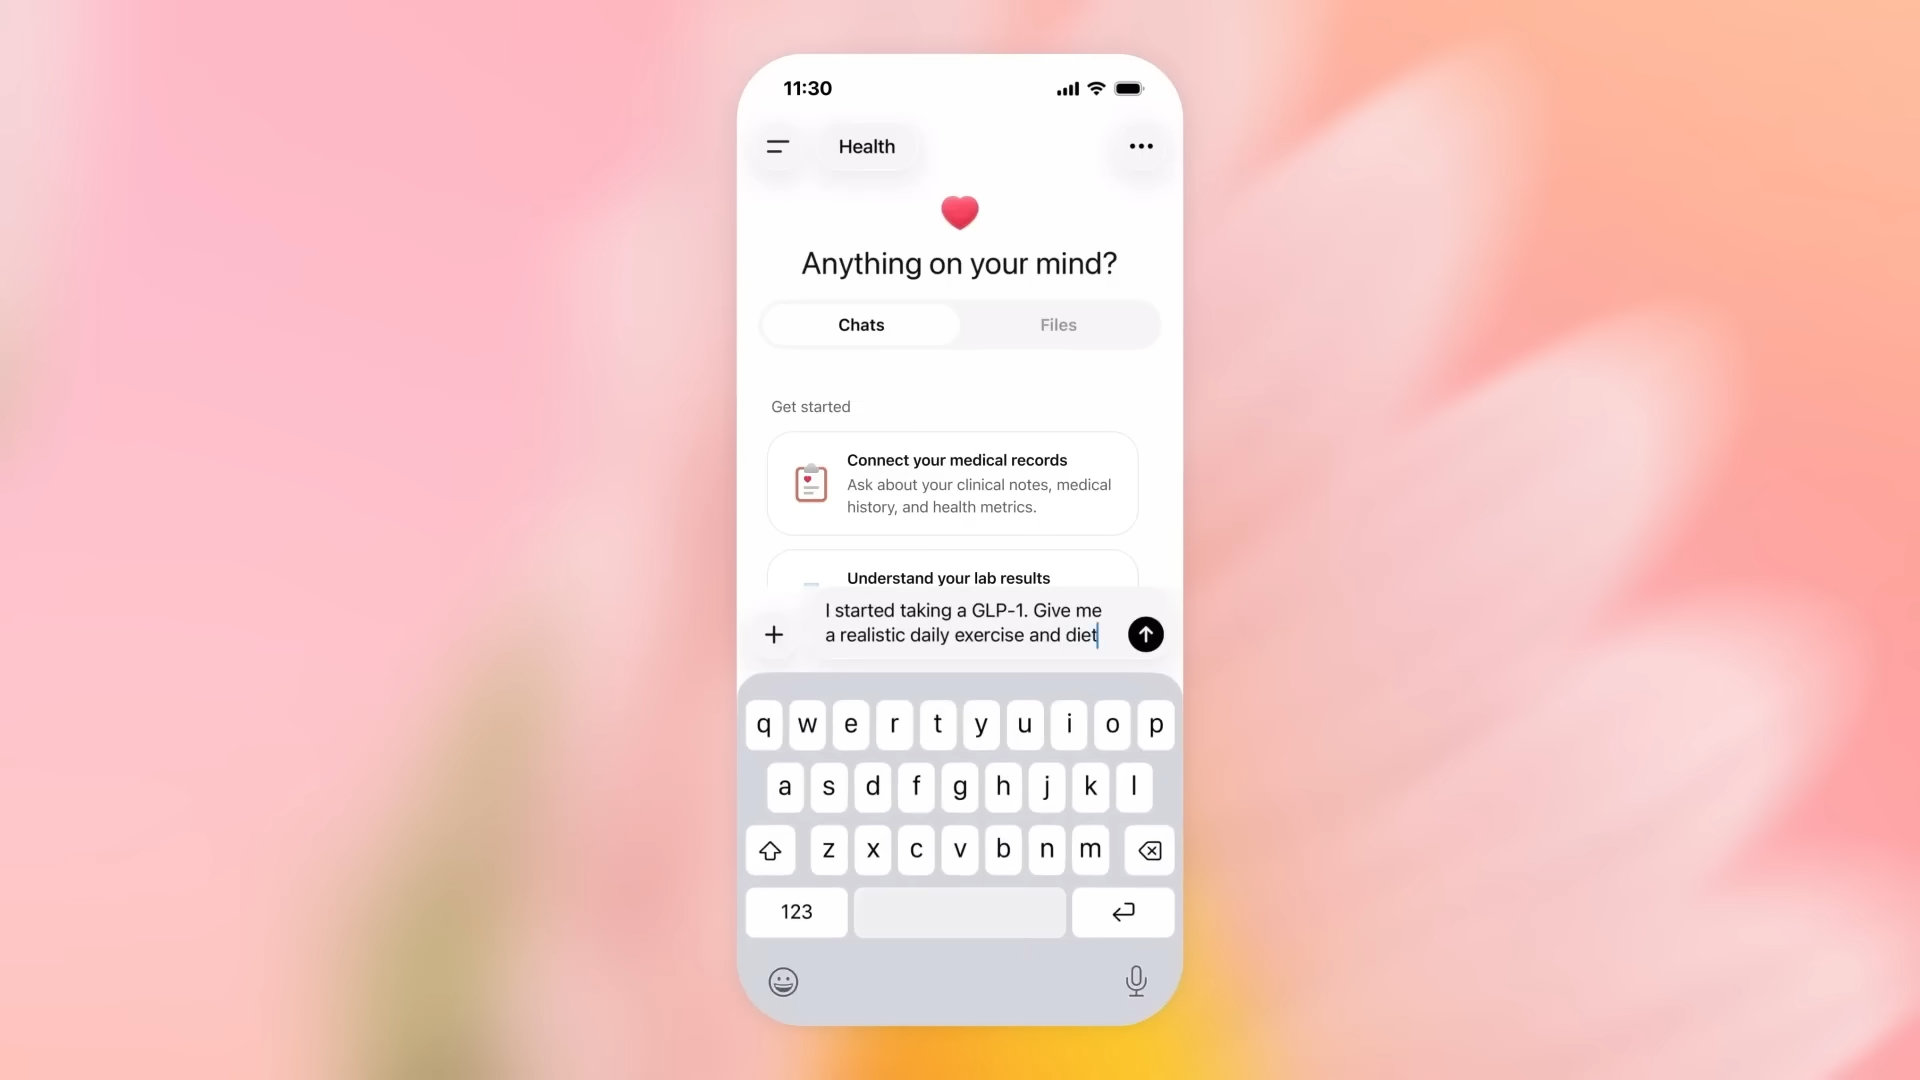 11:30
Health
Anything on your mind?
Chats
Files
Get started
Connect your medical records
Ask about your clinical notes, medical
history, and health metrics.
Understand your lab results
I started taking a GLP-1. Give me
a realistic daily exercise and diet
q w e r t y u i o p
a s d f g h j k l
z x c v b n m
123